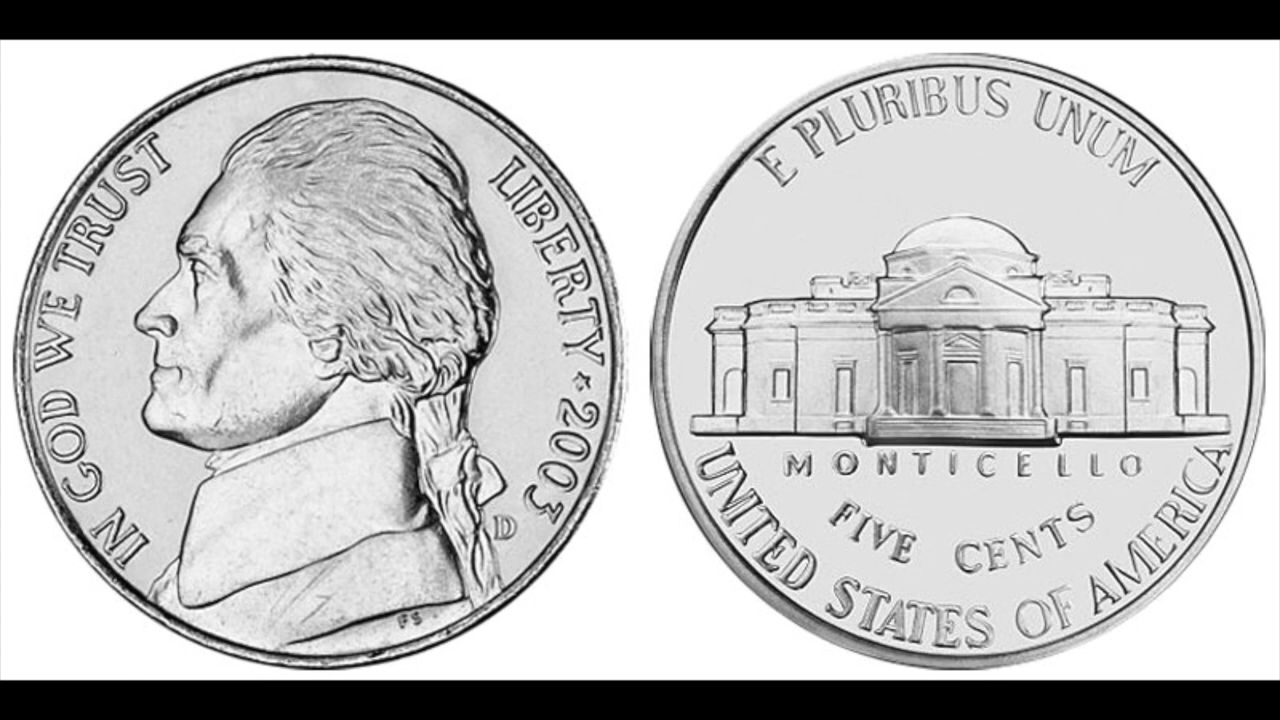 IN GOD WE TRUST
LIBERTY ★ 2003
D
FS
E PLURIBUS UNUM
MONTICELLO
FIVE CENTS
UNITED STATES OF AMERICA